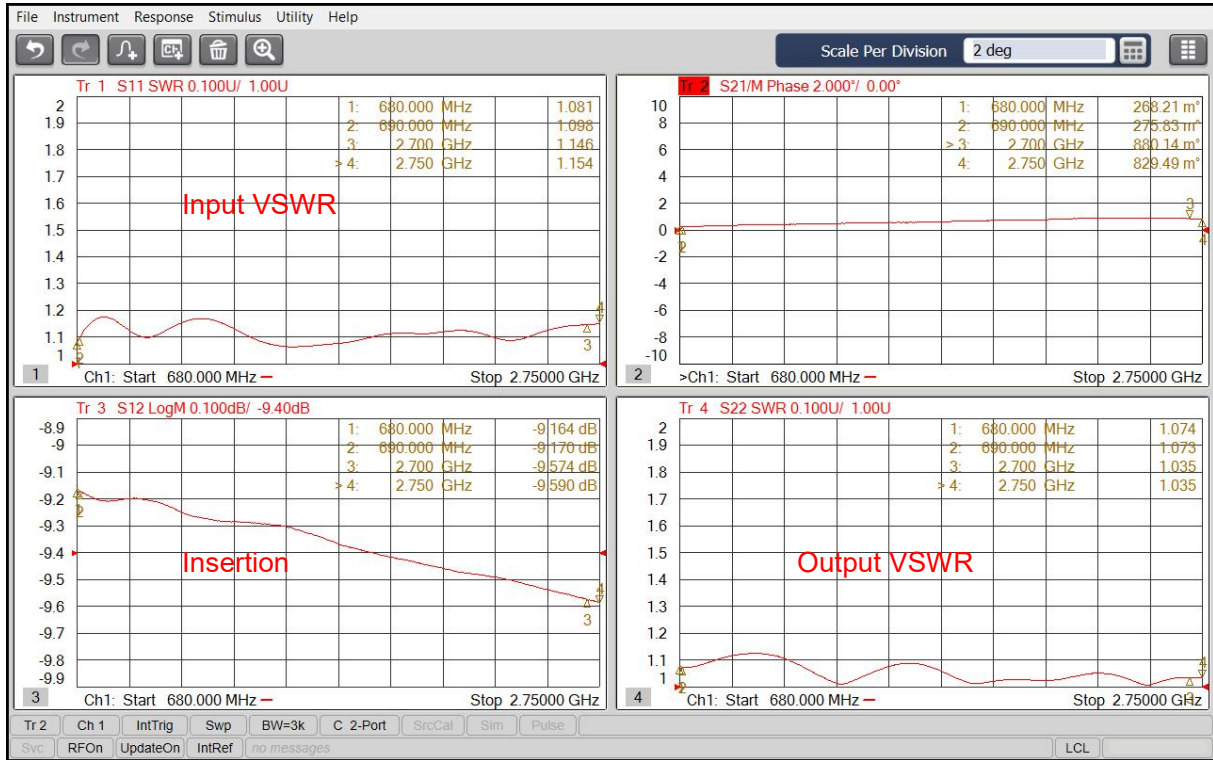 File Instrument Response Stimulus Utility Help
Scale Per Division 2 deg
Tr 1 S11 SWR 0.100U/ 1.00U
2
1.9
1.8
1.7
1.6
1.5
1.4
1.3
1.2
1.1
1
1: 680.000 MHz 1.081
2: 690.000 MHz 1.098
3: 2.700 GHz 1.146
> 4: 2.750 GHz 1.154
Input VSWR
4
3
2
1 Ch1: Start 680.000 MHz Stop 2.75000 GHz
Tr 2 S21/M Phase 2.000°/ 0.00°
10
8
6
4
2
0
-2
-4
-6
-8
-10
1: 680.000 MHz 268.21 m°
2: 690.000 MHz 275.83 m°
> 3: 2.700 GHz 880.14 m°
4: 2.750 GHz 829.49 m°
3
4
2
2 >Ch1: Start 680.000 MHz Stop 2.75000 GHz
Tr 3 S12 LogM 0.100dB/ -9.40dB
-8.9
-9
-9.1
-9.2
-9.3
-9.4
-9.5
-9.6
-9.7
-9.8
-9.9
1: 680.000 MHz -9.164 dB
2: 690.000 MHz -9.170 dB
3: 2.700 GHz -9.574 dB
> 4: 2.750 GHz -9.590 dB
2
Insertion
4
3
3 Ch1: Start 680.000 MHz Stop 2.75000 GHz
Tr 4 S22 SWR 0.100U/ 1.00U
2
1.9
1.8
1.7
1.6
1.5
1.4
1.3
1.2
1.1
1
1: 680.000 MHz 1.074
2: 690.000 MHz 1.073
3: 2.700 GHz 1.035
> 4: 2.750 GHz 1.035
Output VSWR
4
2
3
4 Ch1: Start 680.000 MHz Stop 2.75000 GHz
Tr 2 Ch 1 IntTrig Swp BW=3k C 2-Port SrcCal Sim Pulse
Svc RFOn UpdateOn IntRef no messages LCL